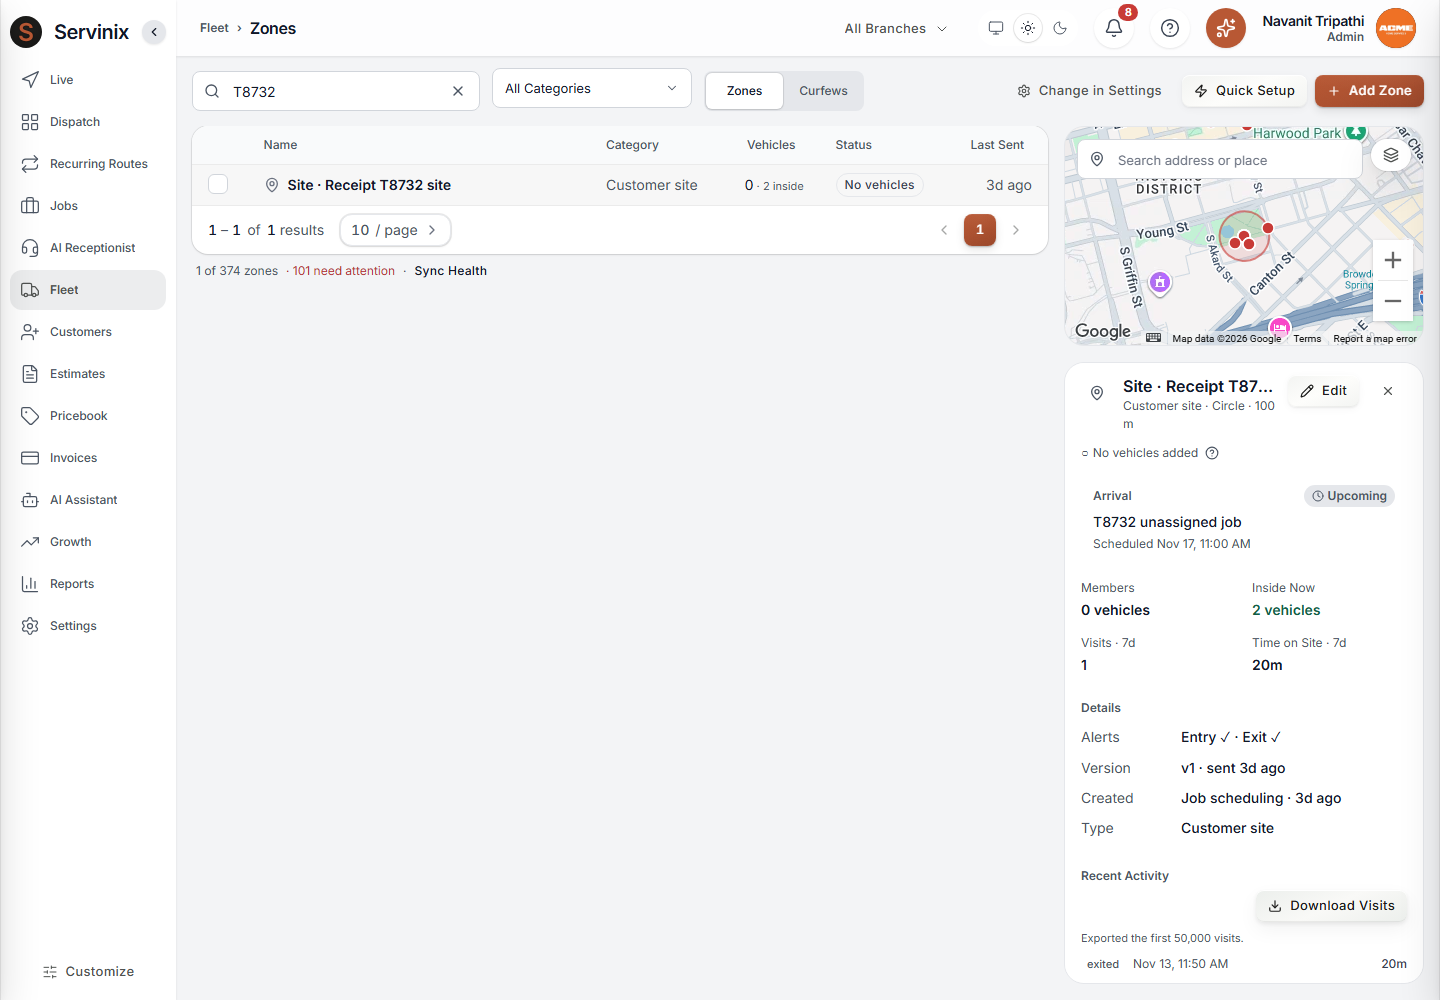 Servinix
Live
Dispatch
Recurring Routes
Jobs
AI Receptionist
Fleet
Customers
Estimates
Pricebook
Invoices
AI Assistant
Growth
Reports
Settings
Customize
Fleet › Zones
All Branches
8
Navanit Tripathi
Admin
ACME
T8732
All Categories
Zones
Curfews
Change in Settings
Quick Setup
+ Add Zone
Name
Category
Vehicles
Status
Last Sent
Site · Receipt T8732 site
Customer site
0 · 2 inside
No vehicles
3d ago
1 – 1 of 1 results
10 / page
1
1 of 374 zones · 101 need attention · Sync Health
Harwood Park
Search address or place
DISTRICT
Young St
S Akard St
S Griffin St
Canton St
Google
Map data ©2026 Google
Terms
Report a map error
Site · Receipt T87...
Customer site · Circle · 100
m
Edit
No vehicles added
Arrival
Upcoming
T8732 unassigned job
Scheduled Nov 17, 11:00 AM
Members
Inside Now
0 vehicles
2 vehicles
Visits · 7d
Time on Site · 7d
1
20m
Details
Alerts
Entry ✓ · Exit ✓
Version
v1 · sent 3d ago
Created
Job scheduling · 3d ago
Type
Customer site
Recent Activity
Download Visits
Exported the first 50,000 visits.
exited Nov 13, 11:50 AM
20m